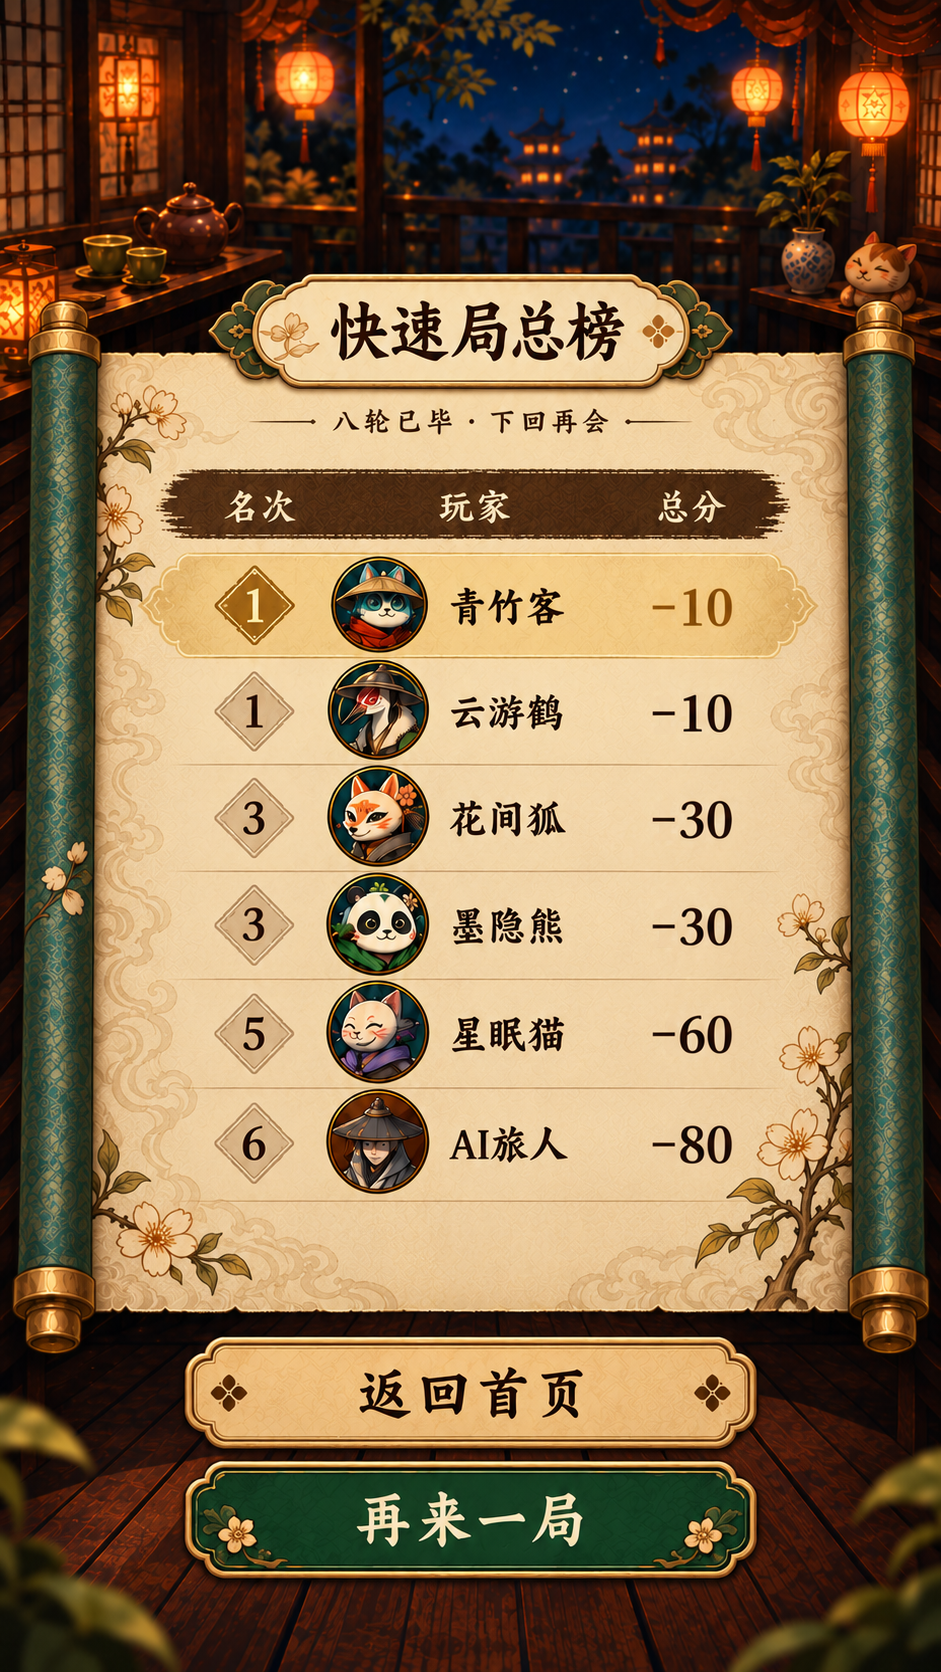 快速局总榜
八轮已毕 · 下回再会
名次 玩家 总分
1 青竹客 -10
1 云游鹤 -10
3 花间狐 -30
3 墨隐熊 -30
5 星眠猫 -60
6 AI旅人 -80
返回首页
再来一局